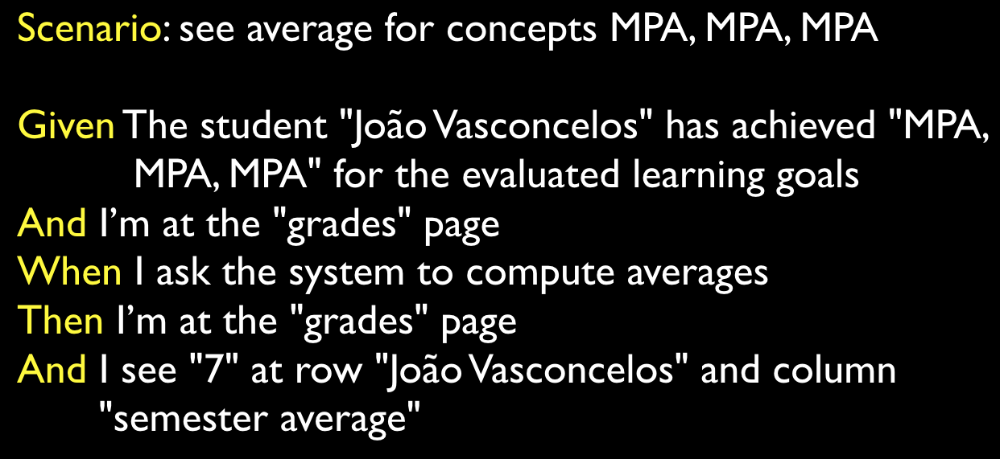 Scenario: see average for concepts MPA, MPA, MPA
Given The student "João Vasconcelos" has achieved "MPA,
MPA, MPA" for the evaluated learning goals
And I’m at the "grades" page
When I ask the system to compute averages
Then I’m at the "grades" page
And I see "7" at row "João Vasconcelos" and column
"semester average"